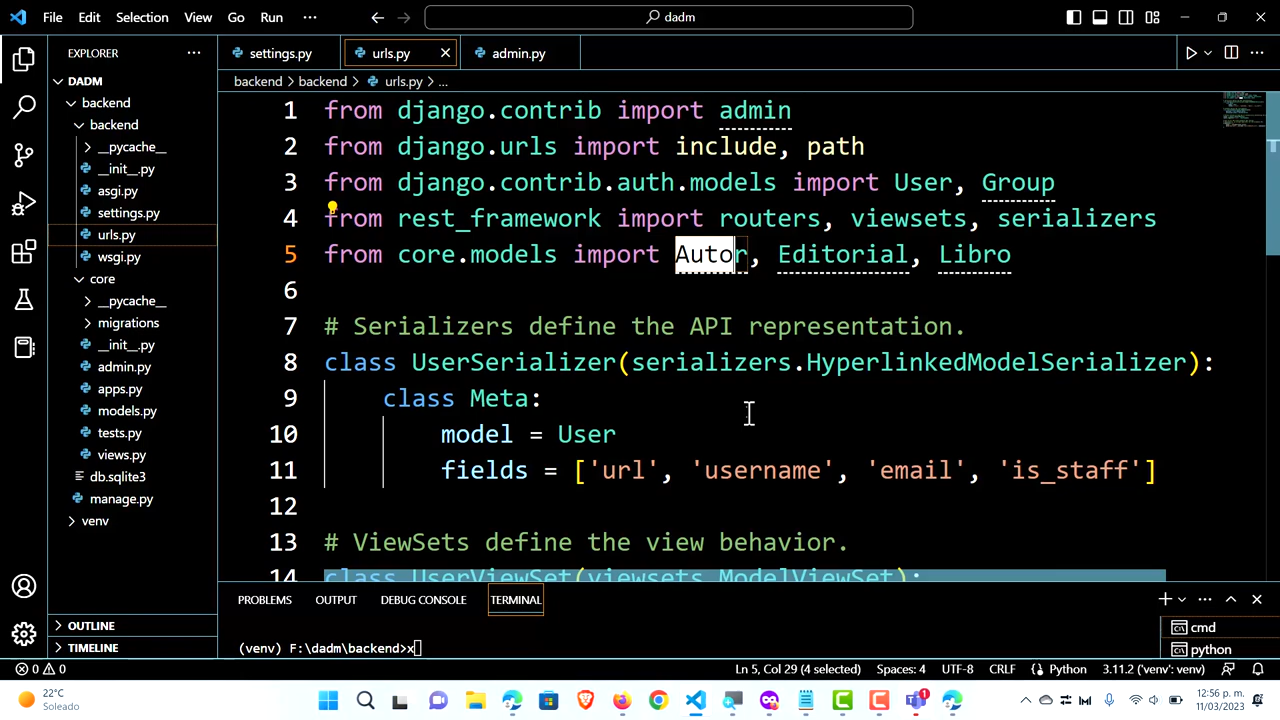 File Edit Selection View Go Run ··· dadm
EXPLORER ···
DADM
backend
backend
__pycache__
__init__.py
asgi.py
settings.py
urls.py
wsgi.py
core
__pycache__
migrations
__init__.py
admin.py
apps.py
models.py
tests.py
views.py
db.sqlite3
manage.py
venv
OUTLINE
TIMELINE
settings.py urls.py admin.py
backend > backend > urls.py > ...
1 from django.contrib import admin
2 from django.urls import include, path
3 from django.contrib.auth.models import User, Group
4 from rest_framework import routers, viewsets, serializers
5 from core.models import Autor, Editorial, Libro
6
7 # Serializers define the API representation.
8 class UserSerializer(serializers.HyperlinkedModelSerializer):
9 class Meta:
10 model = User
11 fields = ['url', 'username', 'email', 'is_staff']
12
13 # ViewSets define the view behavior.
14 class UserViewSet(viewsets.ModelViewSet):
PROBLEMS OUTPUT DEBUG CONSOLE TERMINAL
(venv) F:\dadm\backend>x
cmd
python
0 0 Ln 5, Col 29 (4 selected) Spaces: 4 UTF-8 CRLF Python 3.11.2 ('venv': venv)
22°C
Soleado
1
12:56 p. m.
11/03/2023